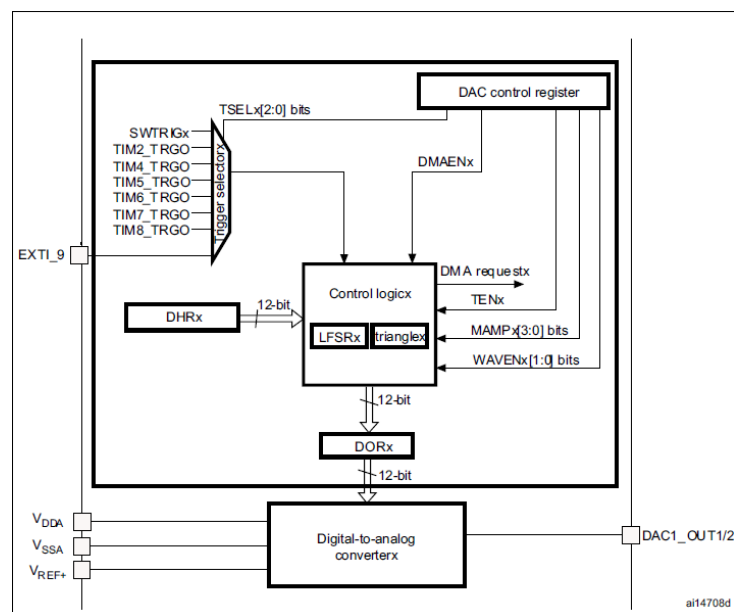 DAC control register
TSELx[2:0] bits
SWTRIGx
TIM2_TRGO
TIM4_TRGO
TIM5_TRGO
TIM6_TRGO
TIM7_TRGO
TIM8_TRGO
Trigger selectorx
DMAENx
EXTI_9
DMA requestx
Control logicx
TENx
12-bit
DHRx
LFSRx
trianglex
MAMPx[3:0] bits
WAVENx[1:0] bits
12-bit
DORx
12-bit
VDDA
VSSA
VREF+
Digital-to-analog
converterx
DAC1_OUT1/2
ai14708d